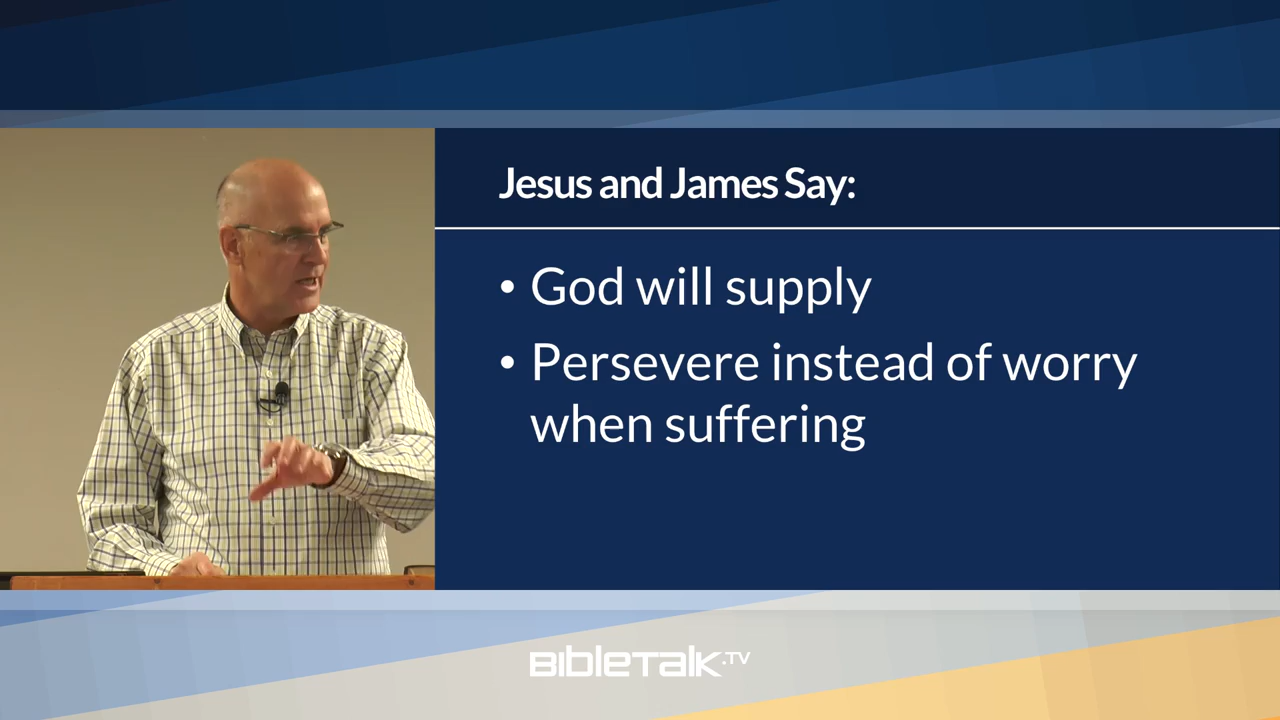 Jesus and James Say:
• God will supply
• Persevere instead of worry
when suffering
BibleTalk.TV